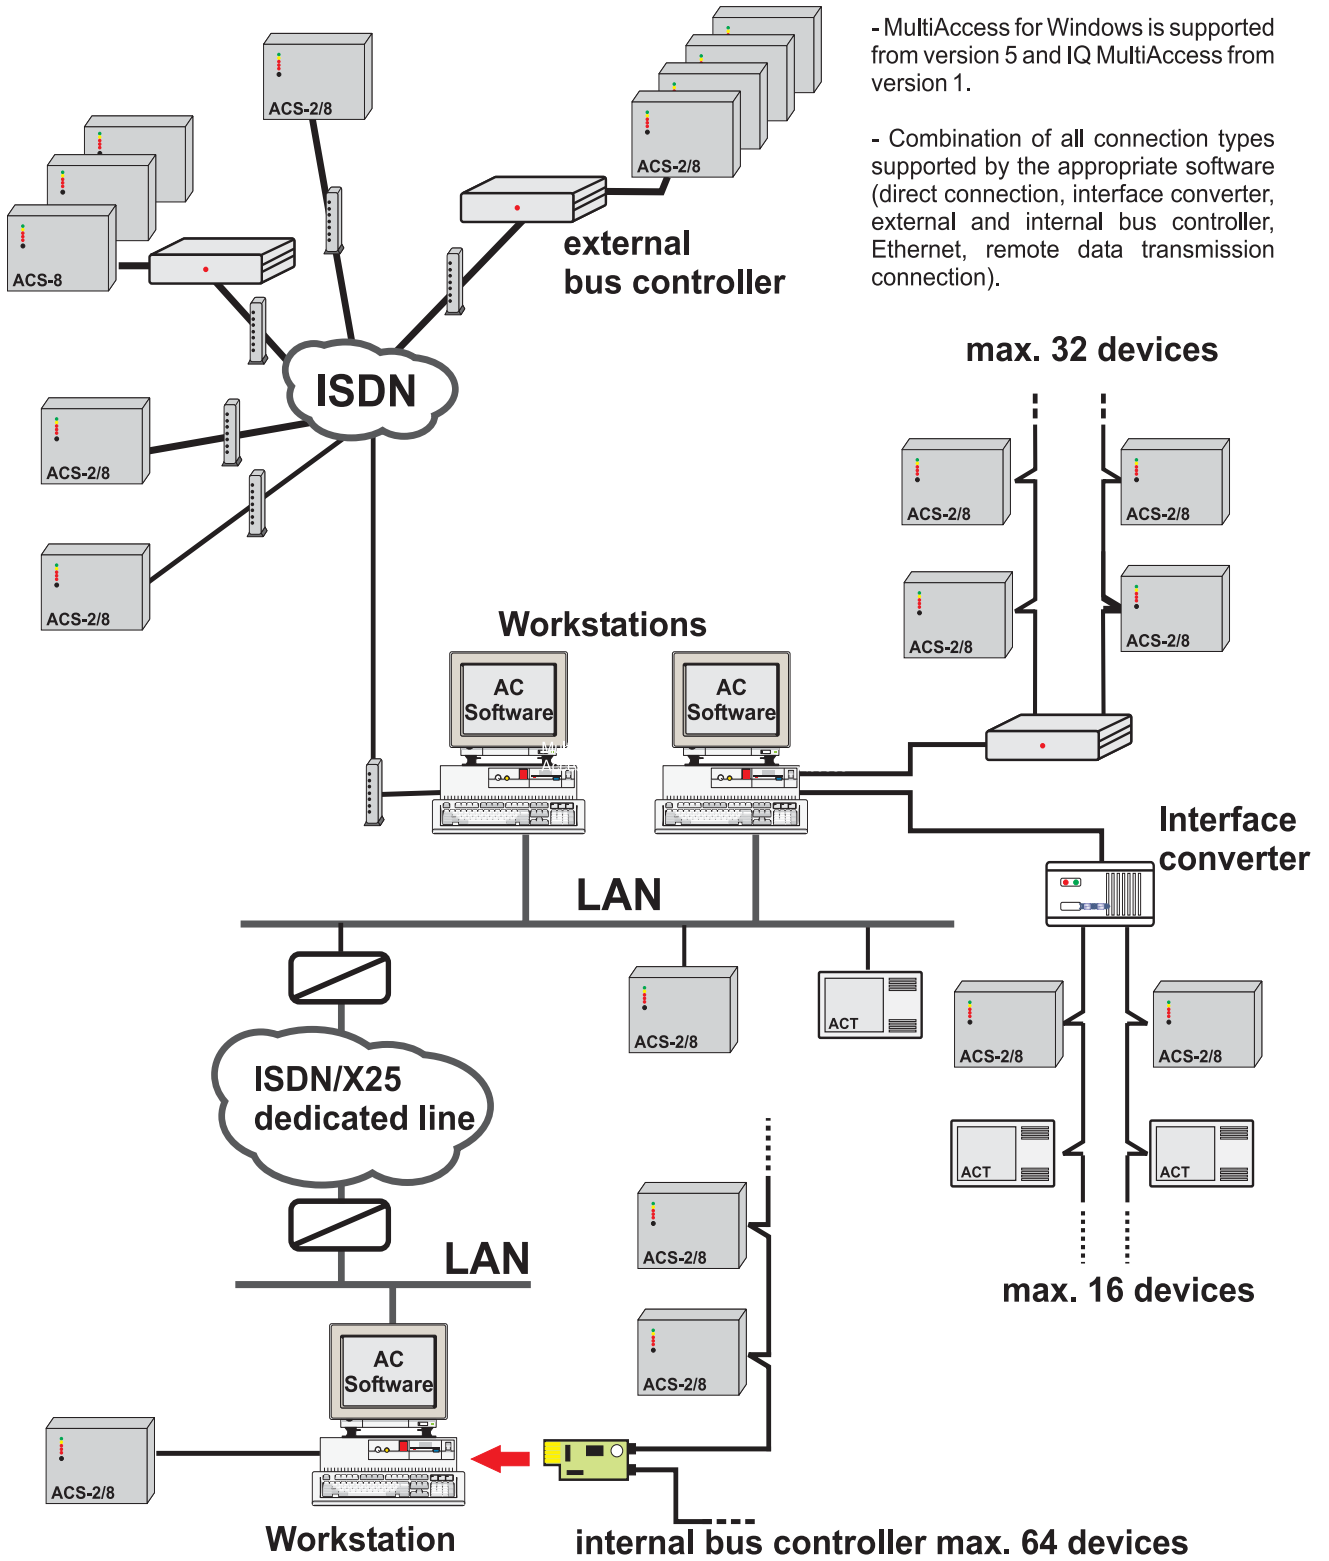 - MultiAccess for Windows is supported
from version 5 and IQ MultiAccess from
version 1.
- Combination of all connection types
supported by the appropriate software
(direct connection, interface converter,
external and internal bus controller,
Ethernet, remote data transmission
connection).
ACS-2/8
ACS-2/8
ACS-8
external
bus controller
max. 32 devices
ISDN
ACS-2/8
ACS-2/8
ACS-2/8
ACS-2/8
ACS-2/8
ACS-2/8
Workstations
AC
Software
AC
Software
Interface
converter
LAN
ACS-2/8
ACT
ACS-2/8
ACS-2/8
ISDN/X25
dedicated line
ACT
ACT
ACS-2/8
LAN
max. 16 devices
AC
Software
ACS-2/8
ACS-2/8
Workstation
internal bus controller max. 64 devices